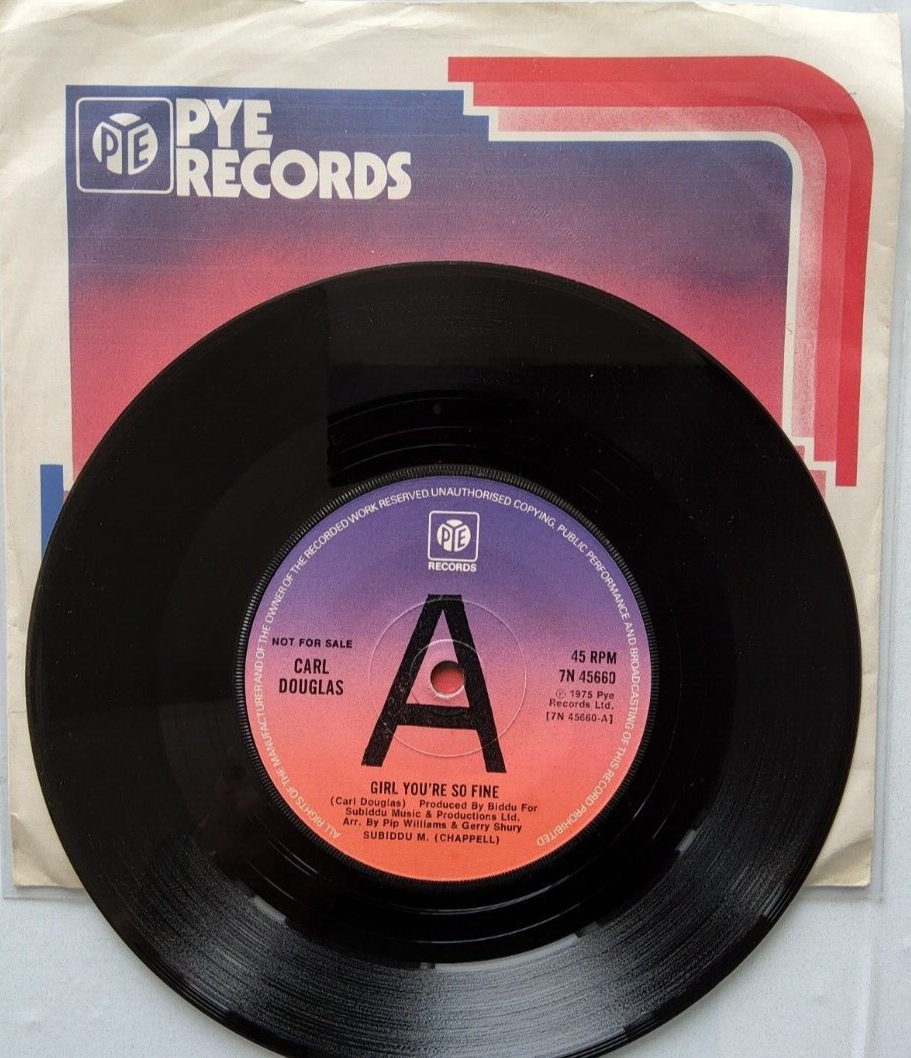 PYE
PYE
RECORDS
ALL RIGHTS OF THE MANUFACTURER AND OF THE OWNER OF THE RECORDED WORK RESERVED. UNAUTHORISED COPYING, PUBLIC PERFORMANCE AND BROADCASTING OF THIS RECORD PROHIBITED
PYE
RECORDS
A
NOT FOR SALE
CARL
DOUGLAS
45 RPM
7N 45660
℗ 1975 Pye
Records Ltd.
[7N 45660-A]
GIRL YOU'RE SO FINE
(Carl Douglas) Produced By Biddu For
Subiddu Music & Productions Ltd.
Arr. By Pip Williams & Gerry Shury
SUBIDDU M. (CHAPPELL)